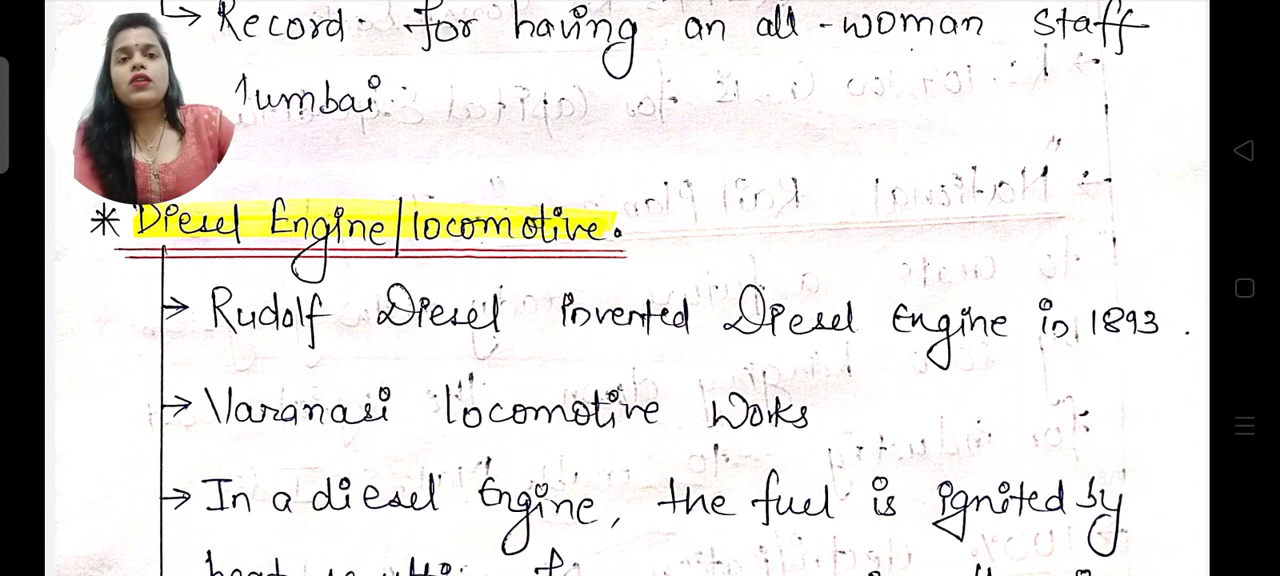 ↳ Record for having an all-woman staff
Mumbai
* Diesel Engine/locomotive.
→ Rudolf Diesel invented Diesel Engine in 1893.
→ Varanasi locomotive Works
→ In a diesel Engine, the fuel is ignited by